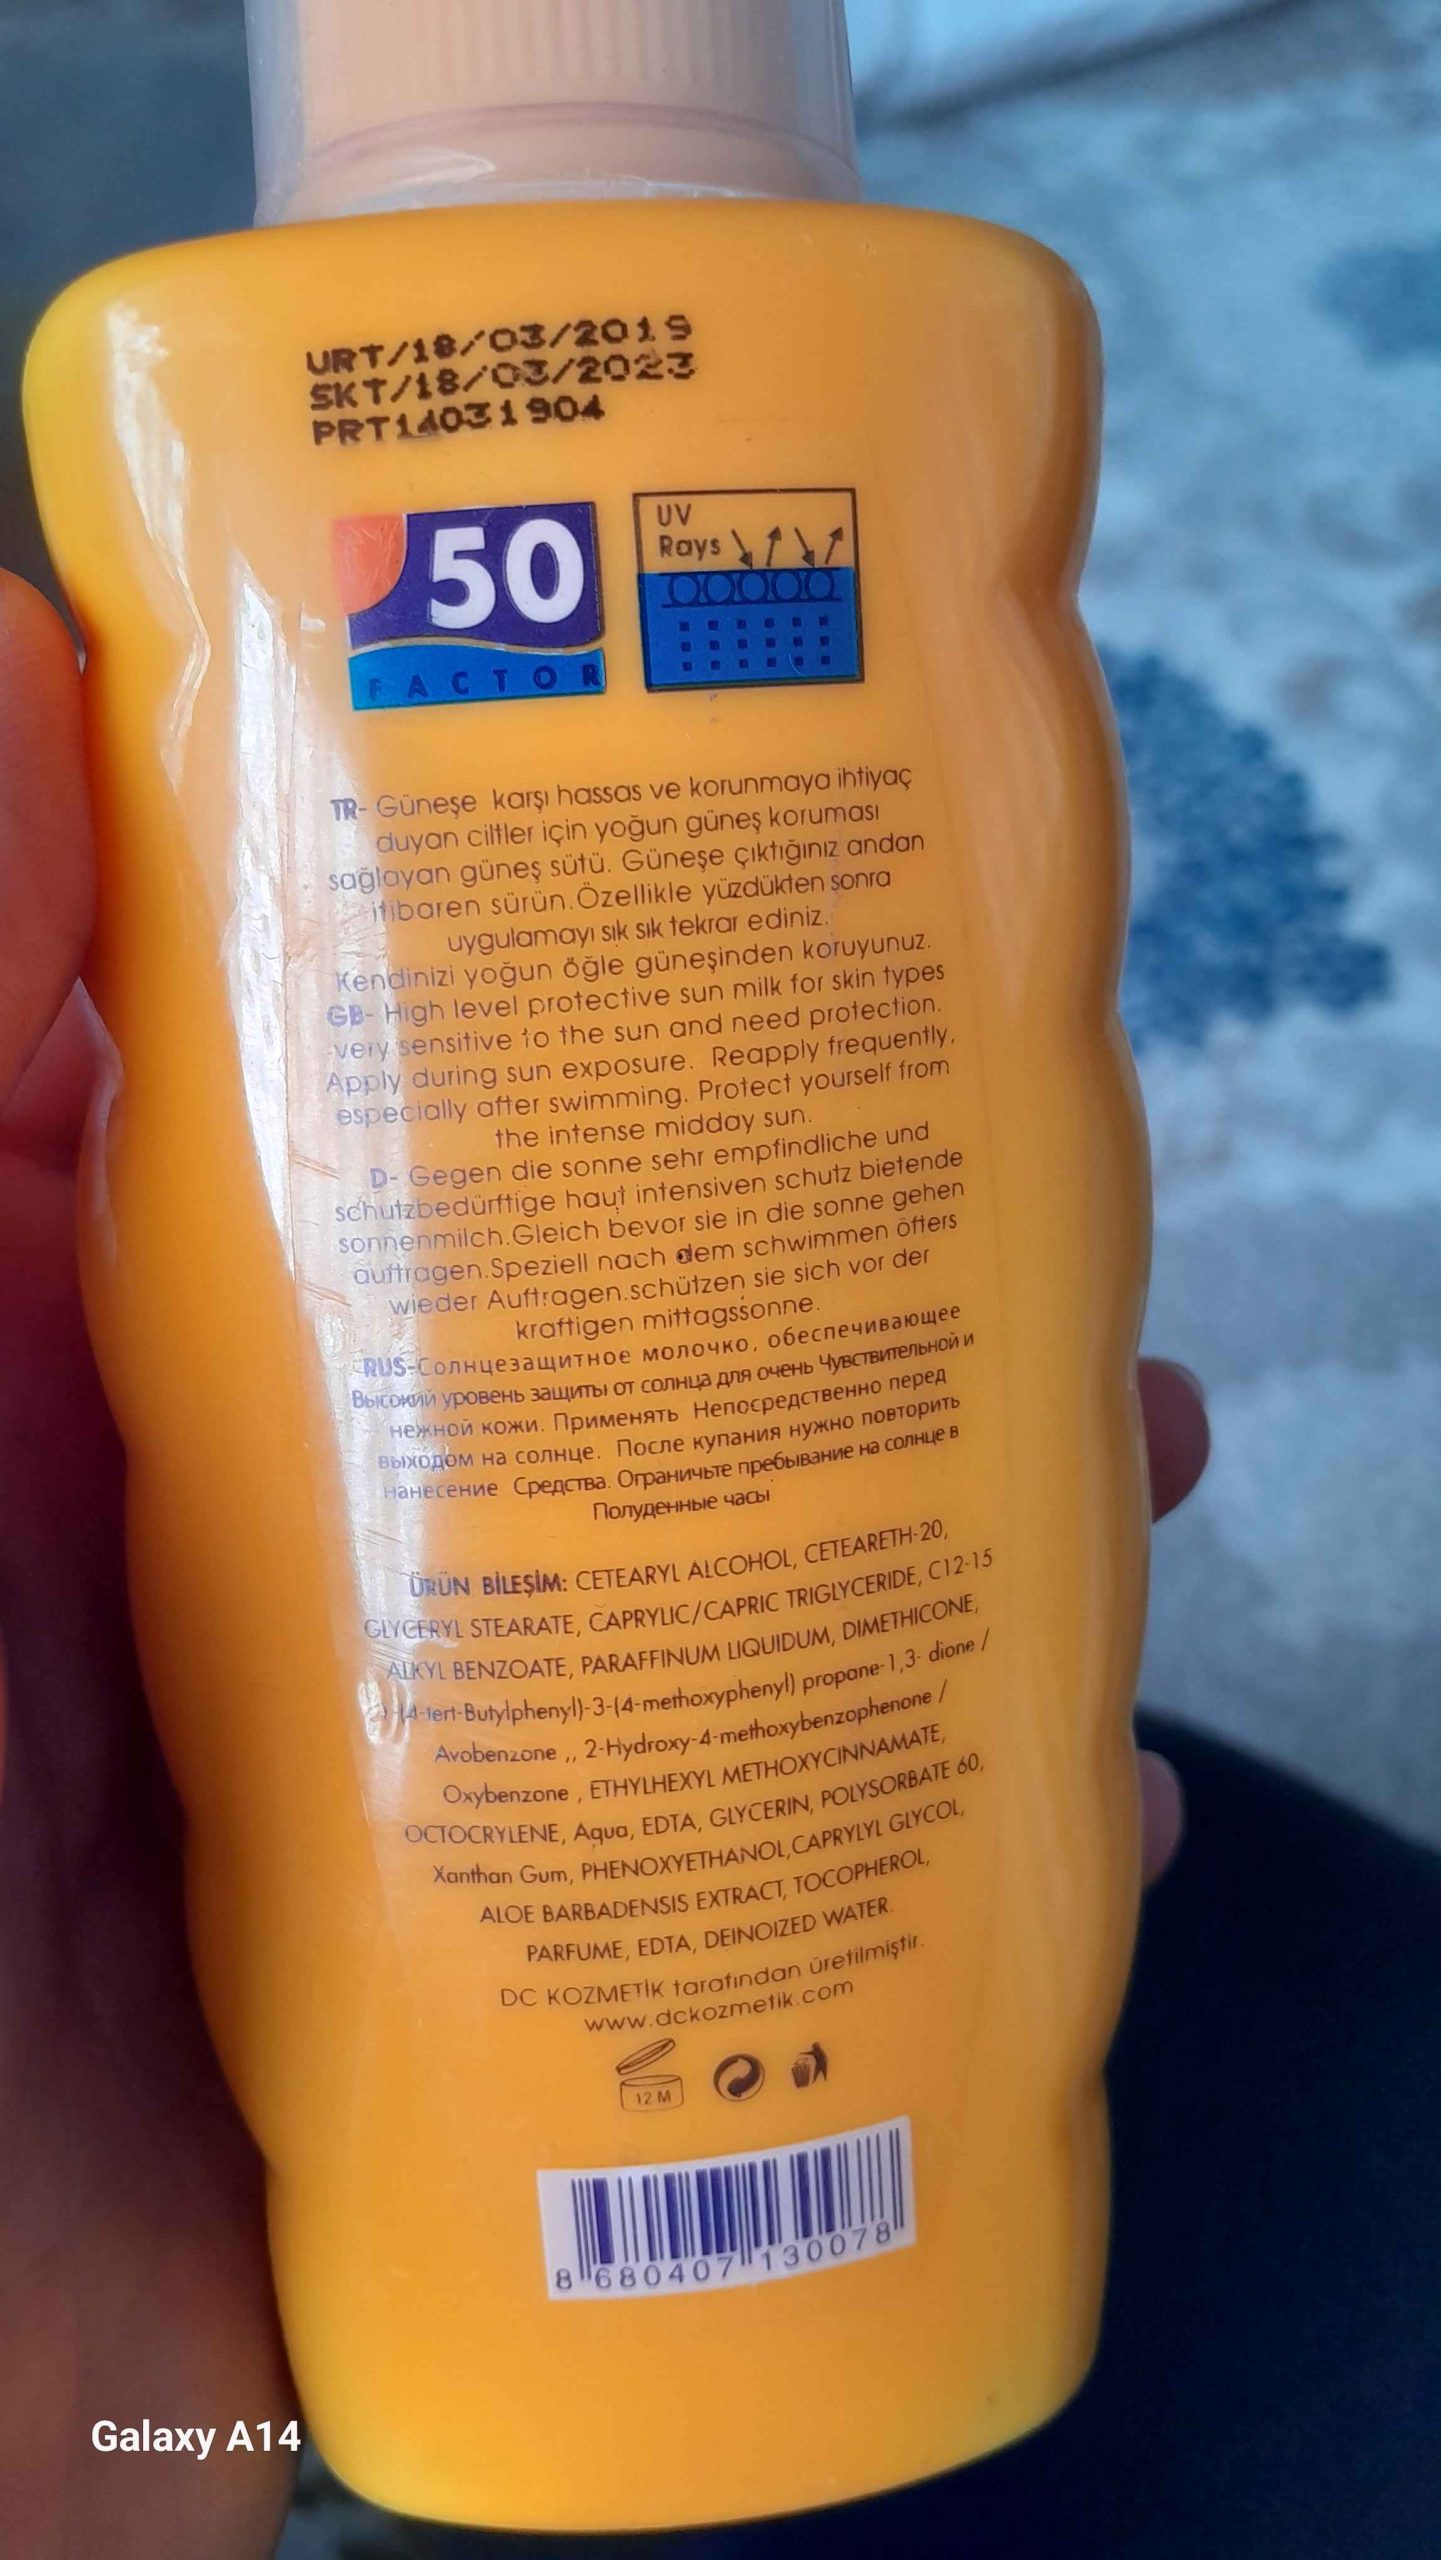 URT/18/03/2019
SKT/18/03/2023
PRT14031904
50
FACTOR
UV
Rays
TR- Güneşe karşı hassas ve korunmaya ihtiyaç
duyan ciltler için yoğun güneş koruması
sağlayan güneş sütü. Güneşe çıktığınız andan
itibaren sürün.Özellikle yüzdükten sonra
uygulamayı sık sık tekrar ediniz.
Kendinizi yoğun öğle güneşinden koruyunuz.
GB- High level protective sun milk for skin types
very sensitive to the sun and need protection.
Apply during sun exposure. Reapply frequently,
especially after swimming. Protect yourself from
the intense midday sun.
D- Gegen die sonne sehr empfindliche und
schutzbedürftige haut intensiven schutz bietende
sonnenmilch.Gleich bevor sie in die sonne gehen
auftragen.Speziell nach dem schwimmen öfters
wieder Auftragen.schützen sie sich vor der
kraftigen mittagssonne.
RUS-Солнцезащитное молочко, обеспечивающее
Высокий уровень защиты от солнца для очень Чувствительной и
нежной кожи. Применять Непосредственно перед
выходом на солнце. После купания нужно повторить
нанесение Средства. Ограничьте пребывание на солнце в
Полуденные часы
ÜRÜN BİLEŞİM: CETEARYL ALCOHOL, CETEARETH-20,
GLYCERYL STEARATE, CAPRYLIC/CAPRIC TRIGLYCERIDE, C12-15
ALKYL BENZOATE, PARAFFINUM LIQUIDUM, DIMETHICONE,
1-(4-tert-Butylphenyl)-3-(4-methoxyphenyl) propane-1,3- dione /
Avobenzone ,, 2-Hydroxy-4-methoxybenzophenone /
Oxybenzone , ETHYLHEXYL METHOXYCINNAMATE,
OCTOCRYLENE, Aqua, EDTA, GLYCERIN, POLYSORBATE 60,
Xanthan Gum, PHENOXYETHANOL,CAPRYLYL GLYCOL,
ALOE BARBADENSIS EXTRACT, TOCOPHEROL,
PARFUME, EDTA, DEINOIZED WATER.
DC KOZMETİK tarafından üretilmiştir.
www.dckozmetik.com
12 M
8 680407 130078
Galaxy A14